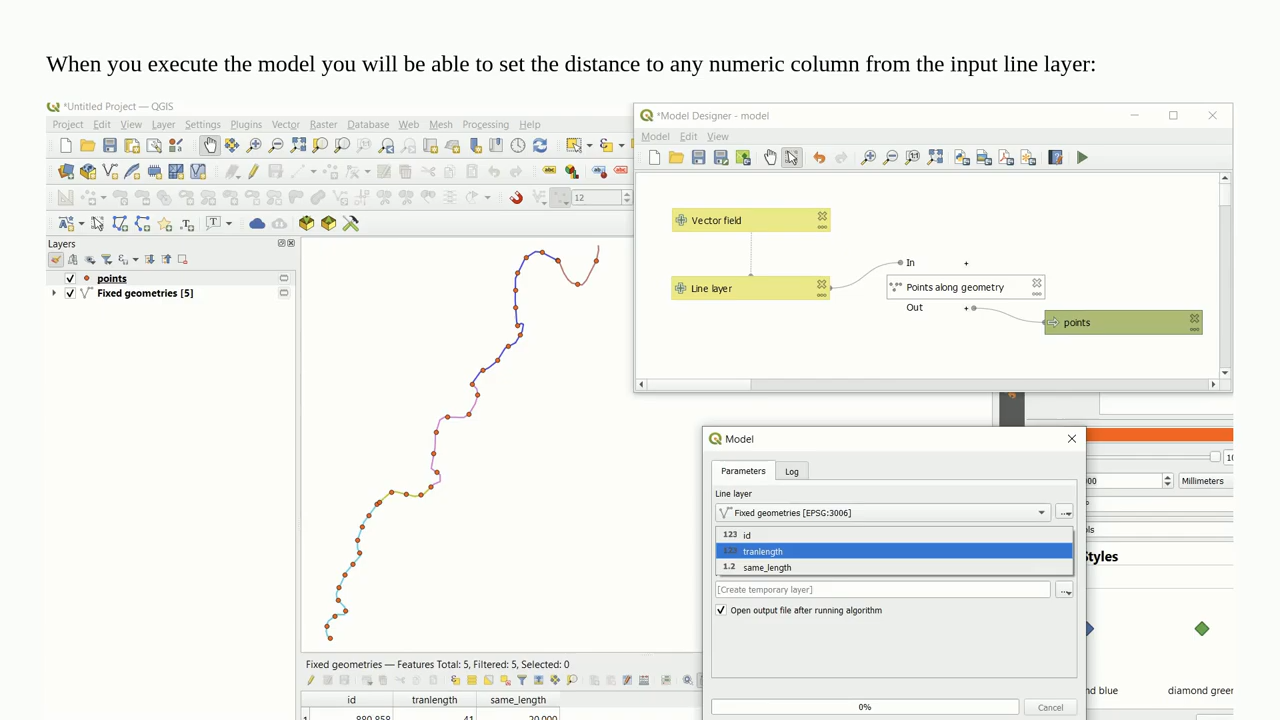 When you execute the model you will be able to set the distance to any numeric column from the input line layer:
*Untitled Project — QGIS
Project Edit View Layer Settings Plugins Vector Raster Database Web Mesh Processing Help
12
Layers
points
Fixed geometries [5]
*Model Designer - model
Model Edit View
Vector field
In +
Line layer
Points along geometry
Out +
points
Model
Parameters Log
Line layer
Fixed geometries [EPSG:3006]
123 id
123 tranlength
1.2 same_length
[Create temporary layer]
Open output file after running algorithm
0%
Cancel
Millimeters
Styles
Fixed geometries — Features Total: 5, Filtered: 5, Selected: 0
id tranlength same_length